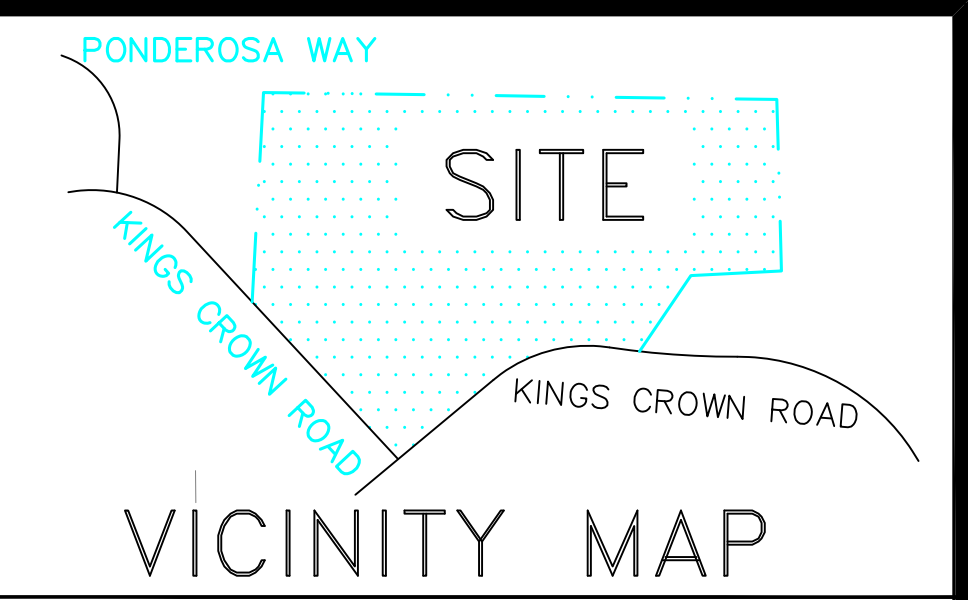 PONDEROSA WAY
SITE
KINGS CROWN ROAD
KINGS CROWN ROAD
VICINITY MAP